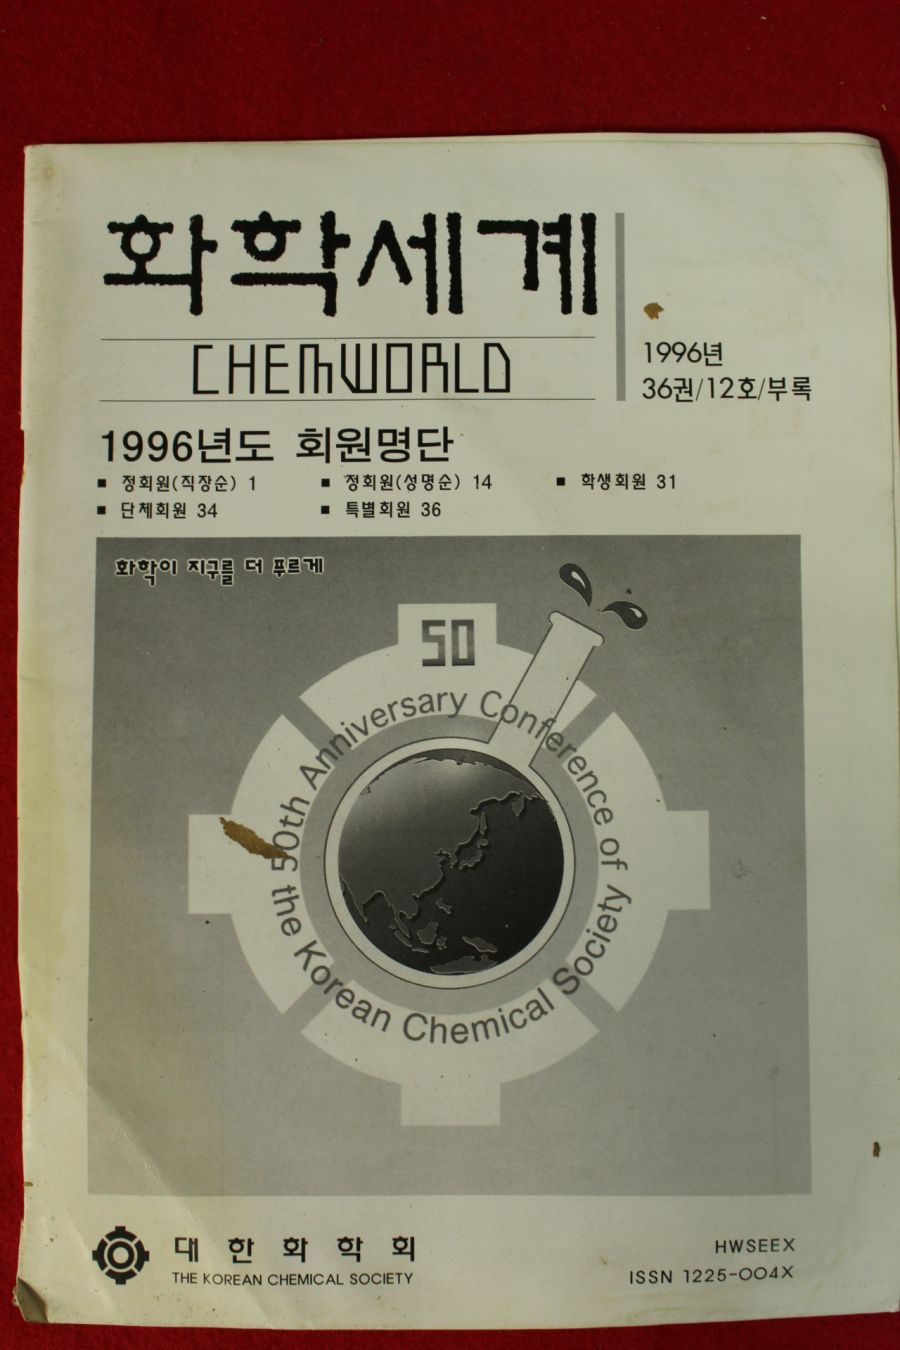 화학세계
CHEMWORLD
1996년
36권/12호/부록
1996년도 회원명단
■ 정회원(직장순) 1 ■ 정회원(성명순) 14 ■ 학생회원 31
■ 단체회원 34 ■ 특별회원 36
화학이 지구를 더 푸르게
50
the 50th Anniversary Conference of
the Korean Chemical Society
대한화학회
THE KOREAN CHEMICAL SOCIETY
HWSEEX
ISSN 1225-004X